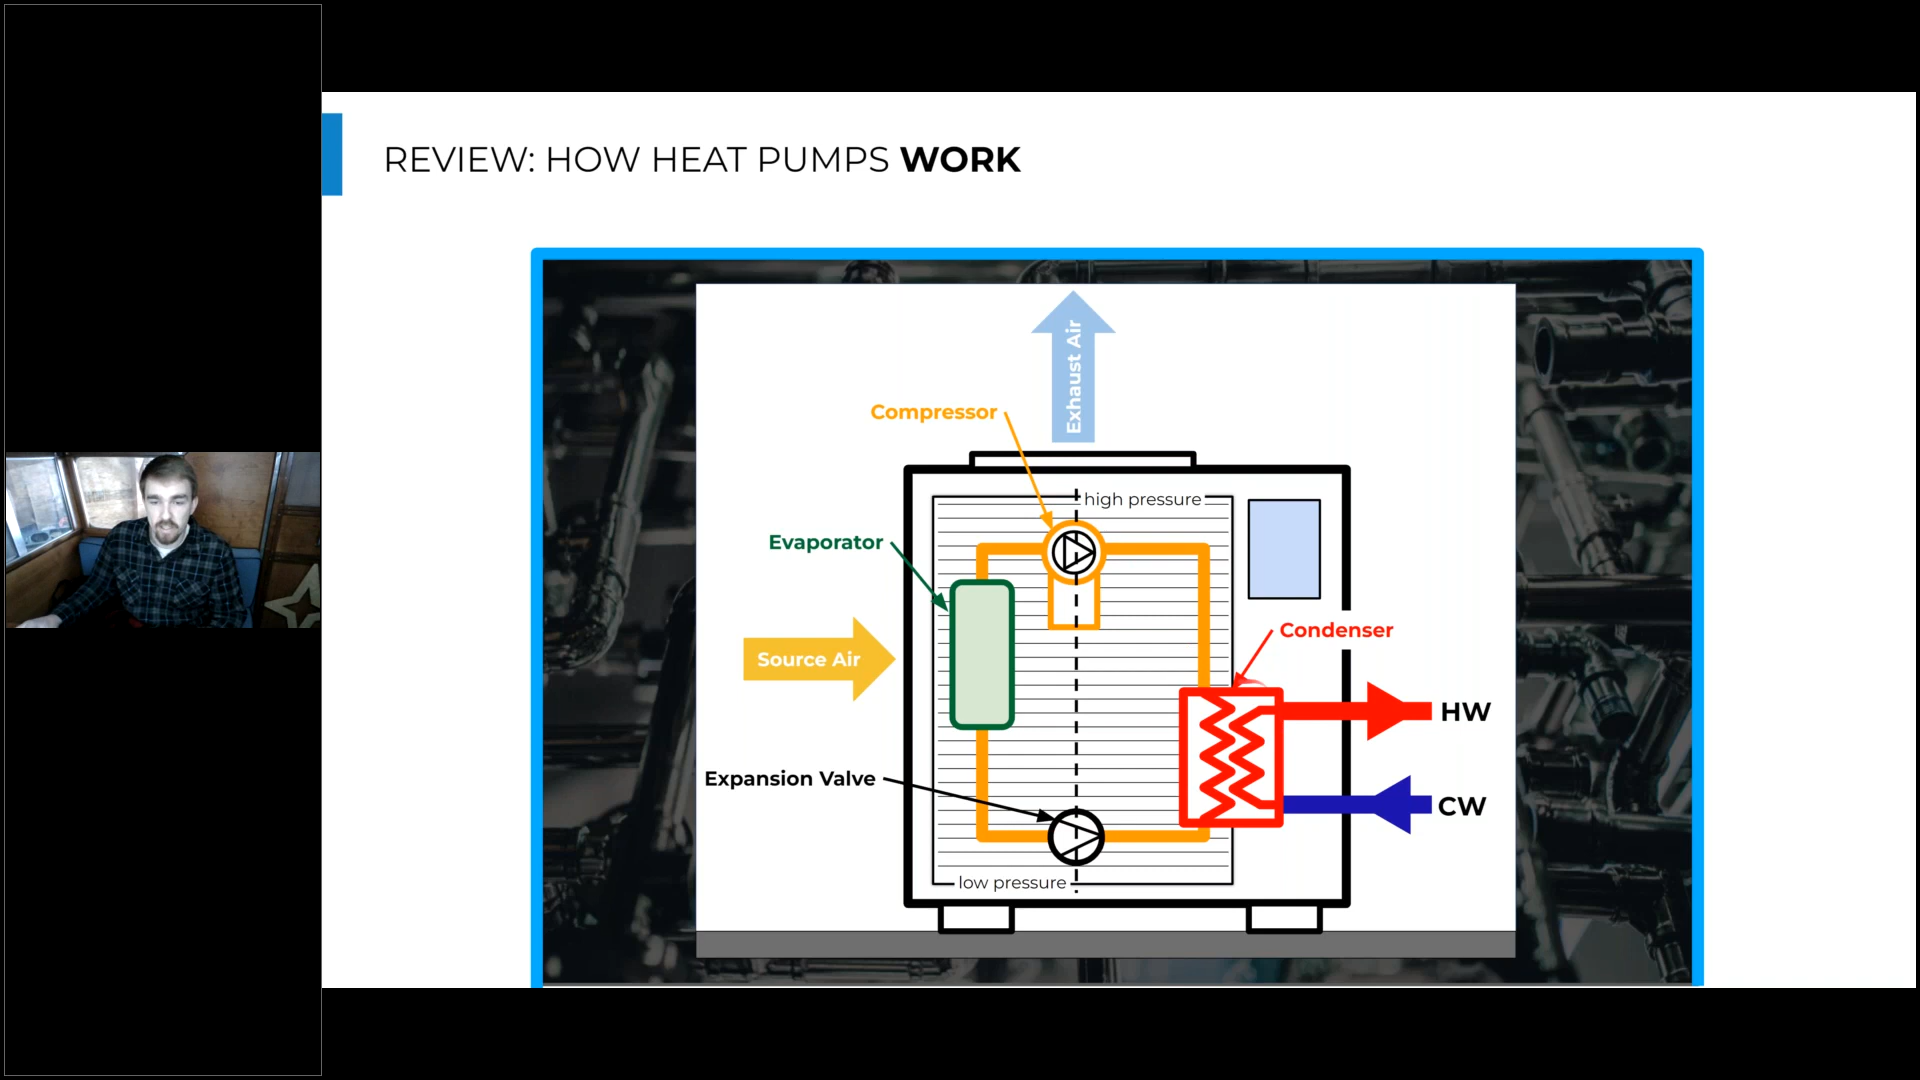 REVIEW: HOW HEAT PUMPS WORK
Exhaust Air
Compressor
high pressure
Evaporator
Condenser
Source Air
HW
Expansion Valve
CW
low pressure